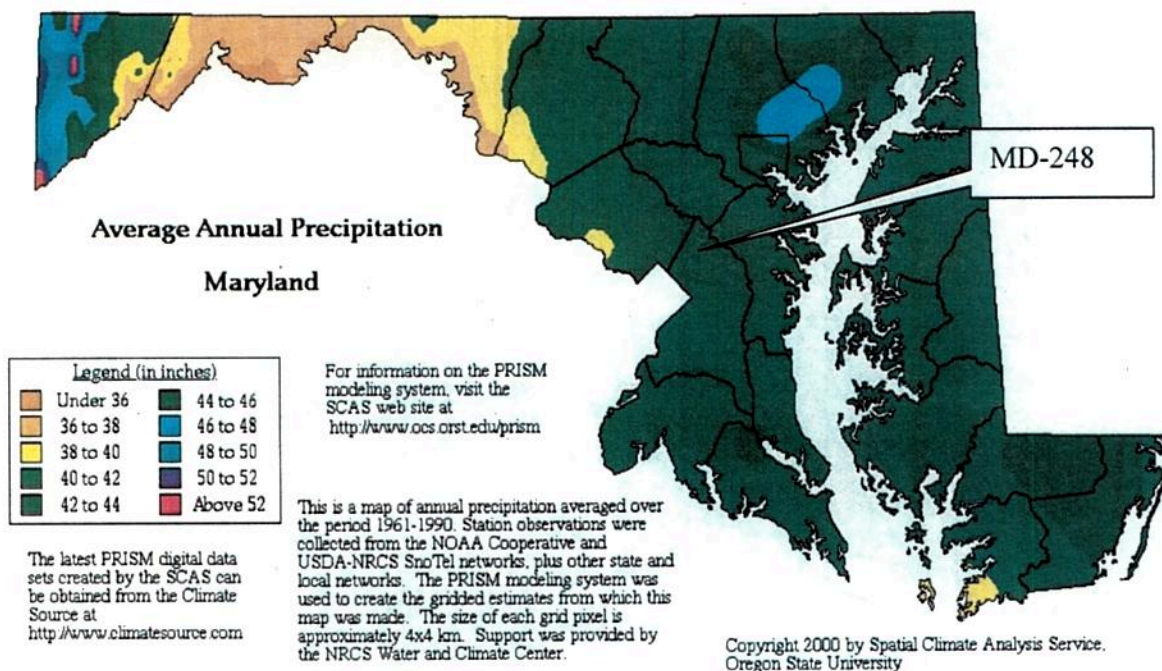 MD-248
Average Annual Precipitation
Maryland
Legend (in inches)
Under 36
36 to 38
38 to 40
40 to 42
42 to 44
44 to 46
46 to 48
48 to 50
50 to 52
Above 52
For information on the PRISM
modeling system, visit the
SCAS web site at
http://www.ocs.orst.edu/prism
This is a map of annual precipitation averaged over
the period 1961-1990. Station observations were
collected from the NOAA Cooperative and
USDA-NRCS SnoTel networks, plus other state and
local networks. The PRISM modeling system was
used to create the gridded estimates from which this
map was made. The size of each grid pixel is
approximately 4x4 km. Support was provided by
the NRCS Water and Climate Center.
The latest PRISM digital data
sets created by the SCAS can
be obtained from the Climate
Source at
http://www.climatesource.com
Copyright 2000 by Spatial Climate Analysis Service,
Oregon State University